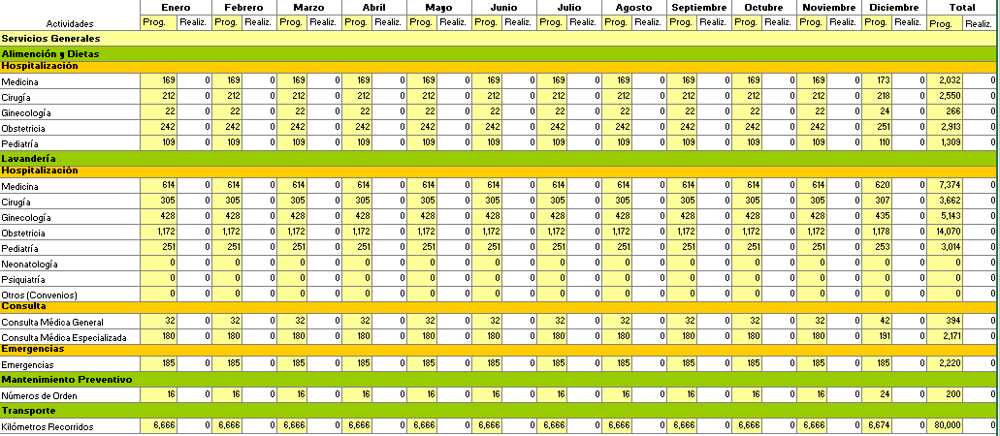 Enero Febrero Marzo Abril Mayo Junio Julio Agosto Septiembre Octubre Noviembre Diciembre Total
Actividades Prog. Realiz. Prog. Realiz. Prog. Realiz. Prog. Realiz. Prog. Realiz. Prog. Realiz. Prog. Realiz. Prog. Realiz. Prog. Realiz. Prog. Realiz. Prog. Realiz. Prog. Realiz. Prog. Realiz.
Servicios Generales
Alimención y Dietas
Hospitalización
Medicina 169 0 169 0 169 0 169 0 169 0 169 0 169 0 169 0 169 0 169 0 169 0 173 0 2,032 0
Cirugía 212 0 212 0 212 0 212 0 212 0 212 0 212 0 212 0 212 0 212 0 212 0 218 0 2,550 0
Ginecología 22 0 22 0 22 0 22 0 22 0 22 0 22 0 22 0 22 0 22 0 22 0 24 0 266 0
Obstetricia 242 0 242 0 242 0 242 0 242 0 242 0 242 0 242 0 242 0 242 0 242 0 251 0 2,913 0
Pediatría 109 0 109 0 109 0 109 0 109 0 109 0 109 0 109 0 109 0 109 0 109 0 110 0 1,309 0
Lavandería
Hospitalización
Medicina 614 0 614 0 614 0 614 0 614 0 614 0 614 0 614 0 614 0 614 0 614 0 620 0 7,374 0
Cirugía 305 0 305 0 305 0 305 0 305 0 305 0 305 0 305 0 305 0 305 0 305 0 307 0 3,662 0
Ginecología 428 0 428 0 428 0 428 0 428 0 428 0 428 0 428 0 428 0 428 0 428 0 435 0 5,143 0
Obstetricia 1,172 0 1,172 0 1,172 0 1,172 0 1,172 0 1,172 0 1,172 0 1,172 0 1,172 0 1,172 0 1,172 0 1,178 0 14,070 0
Pediatría 251 0 251 0 251 0 251 0 251 0 251 0 251 0 251 0 251 0 251 0 251 0 253 0 3,014 0
Neonatología 0 0 0 0 0 0 0 0 0 0 0 0 0 0 0 0 0 0 0 0 0 0 0 0 0 0
Psiquiatría 0 0 0 0 0 0 0 0 0 0 0 0 0 0 0 0 0 0 0 0 0 0 0 0 0 0
Otros (Convenios) 0 0 0 0 0 0 0 0 0 0 0 0 0 0 0 0 0 0 0 0 0 0 0 0 0 0
Consulta
Consulta Médica General 32 0 32 0 32 0 32 0 32 0 32 0 32 0 32 0 32 0 32 0 32 0 42 0 394 0
Consulta Médica Especializada 180 0 180 0 180 0 180 0 180 0 180 0 180 0 180 0 180 0 180 0 180 0 191 0 2,171 0
Emergencias
Emergencias 185 0 185 0 185 0 185 0 185 0 185 0 185 0 185 0 185 0 185 0 185 0 185 0 2,220 0
Mantenimiento Preventivo
Números de Orden 16 0 16 0 16 0 16 0 16 0 16 0 16 0 16 0 16 0 16 0 16 0 24 0 200 0
Transporte
Kilómetros Recorridos 6,666 0 6,666 0 6,666 0 6,666 0 6,666 0 6,666 0 6,666 0 6,666 0 6,666 0 6,666 0 6,666 0 6,674 0 80,000 0